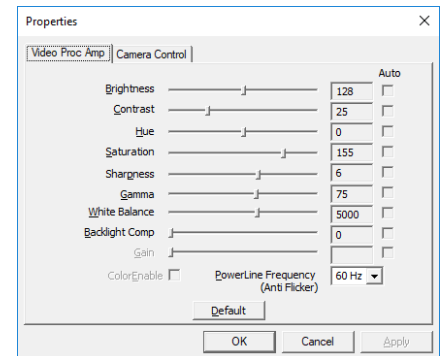 Properties
Video Proc Amp Camera Control
Auto
Brightness 128
Contrast 25
Hue 0
Saturation 155
Sharpness 6
Gamma 75
White Balance 5000
Backlight Comp 0
Gain
ColorEnable PowerLine Frequency 60 Hz
(Anti Flicker)
Default
OK Cancel Apply